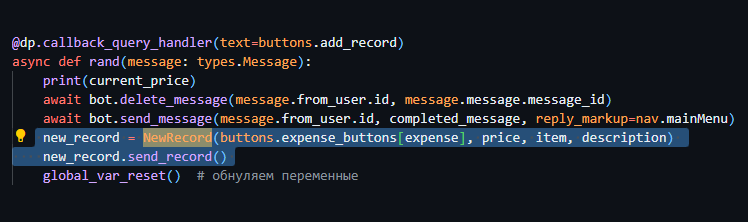 @dp.callback_query_handler(text=buttons.add_record)
async def rand(message: types.Message):
    print(current_price)
    await bot.delete_message(message.from_user.id, message.message.message_id)
    await bot.send_message(message.from_user.id, completed_message, reply_markup=nav.mainMenu)
    new_record = NewRecord(buttons.expense_buttons[expense], price, item, description)
    new_record.send_record()
    global_var_reset()  # обнуляем переменные